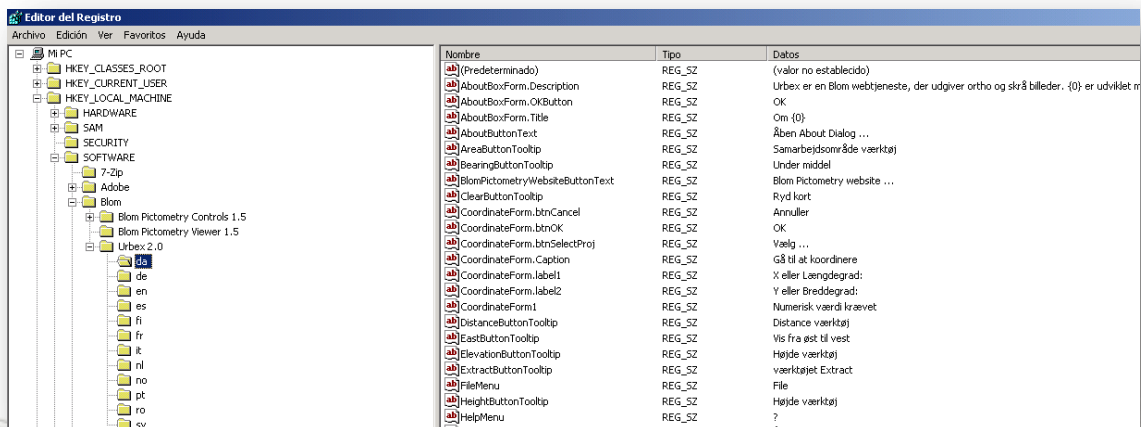 Editor del Registro
Archivo Edición Ver Favoritos Ayuda
Mi PC
HKEY_CLASSES_ROOT
HKEY_CURRENT_USER
HKEY_LOCAL_MACHINE
HARDWARE
SAM
SECURITY
SOFTWARE
7-Zip
Adobe
Blom
Blom Pictometry Controls 1.5
Blom Pictometry Viewer 1.5
Urbex 2.0
da
de
en
es
fi
fr
it
nl
no
pt
ro
sv
Nombre Tipo Datos
(Predeterminado) REG_SZ (valor no establecido)
AboutBoxForm.Description REG_SZ Urbex er en Blom webtjeneste, der udgiver ortho og skrå billeder. {0} er udviklet m
AboutBoxForm.OKButton REG_SZ OK
AboutBoxForm.Title REG_SZ Om {0}
AboutButtonText REG_SZ Åben About Dialog ...
AreaButtonTooltip REG_SZ Samarbejdsområde værktøj
BearingButtonTooltip REG_SZ Under middel
BlomPictometryWebsiteButtonText REG_SZ Blom Pictometry website ...
ClearButtonTooltip REG_SZ Ryd kort
CoordinateForm.btnCancel REG_SZ Annuller
CoordinateForm.btnOK REG_SZ OK
CoordinateForm.btnSelectProj REG_SZ Vælg ...
CoordinateForm.Caption REG_SZ Gå til at koordinere
CoordinateForm.label1 REG_SZ X eller Længdegrad:
CoordinateForm.label2 REG_SZ Y eller Breddegrad:
CoordinateForm1 REG_SZ Numerisk værdi krævet
DistanceButtonTooltip REG_SZ Distance værktøj
EastButtonTooltip REG_SZ Vis fra øst til vest
ElevationButtonTooltip REG_SZ Højde værktøj
ExtractButtonTooltip REG_SZ værktøjet Extract
FileMenu REG_SZ File
HeightButtonTooltip REG_SZ Højde værktøj
HelpMenu REG_SZ ?